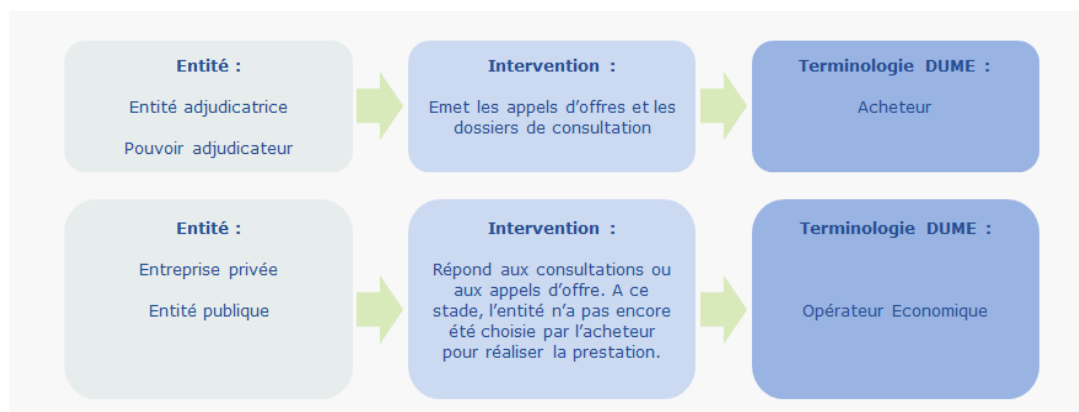 Entité :
Entité adjudicatrice
Pouvoir adjudicateur
Intervention :
Emet les appels d'offres et les
dossiers de consultation
Terminologie DUME :
Acheteur
Entité :
Entreprise privée
Entité publique
Intervention :
Répond aux consultations ou
aux appels d'offre. A ce
stade, l'entité n'a pas encore
été choisie par l'acheteur
pour réaliser la prestation.
Terminologie DUME :
Opérateur Economique